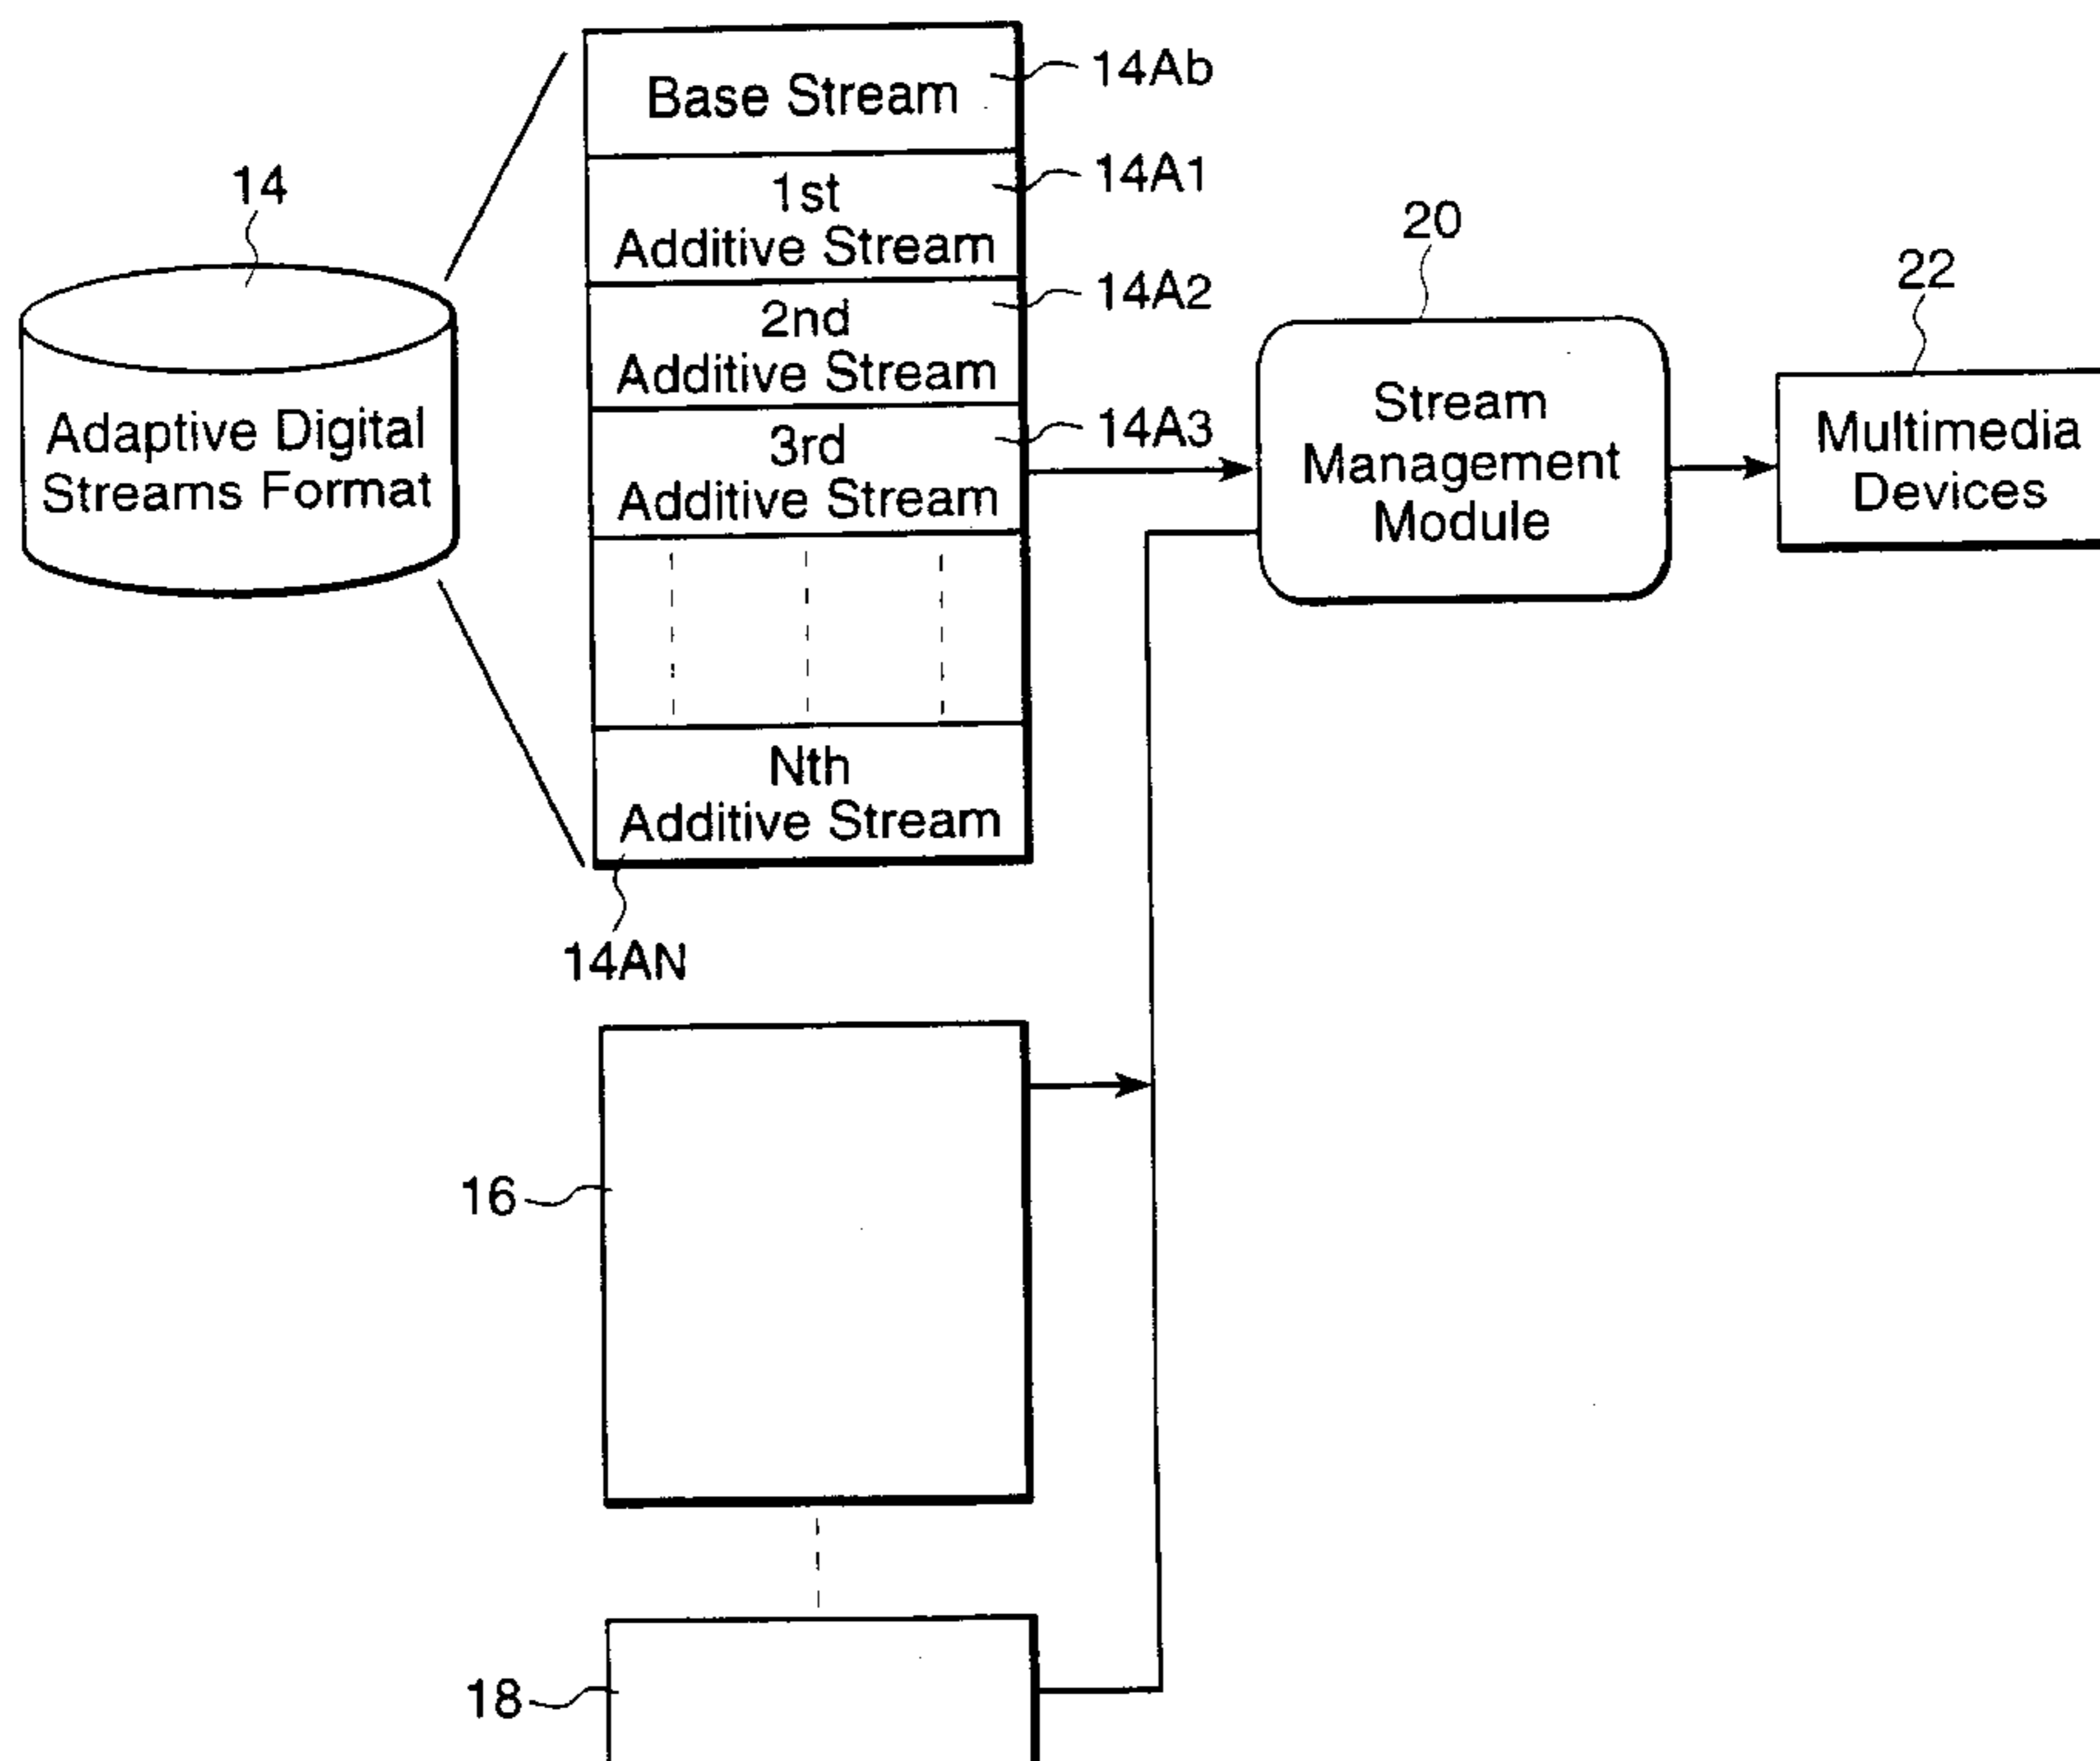 14
Adaptive Digital
Streams Format
Base Stream
14Ab
1st
Additive Stream
14A1
2nd
Additive Stream
14A2
3rd
Additive Stream
14A3
Nth
Additive Stream
14AN
20
Stream
Management
Module
22
Multimedia
Devices
16
18